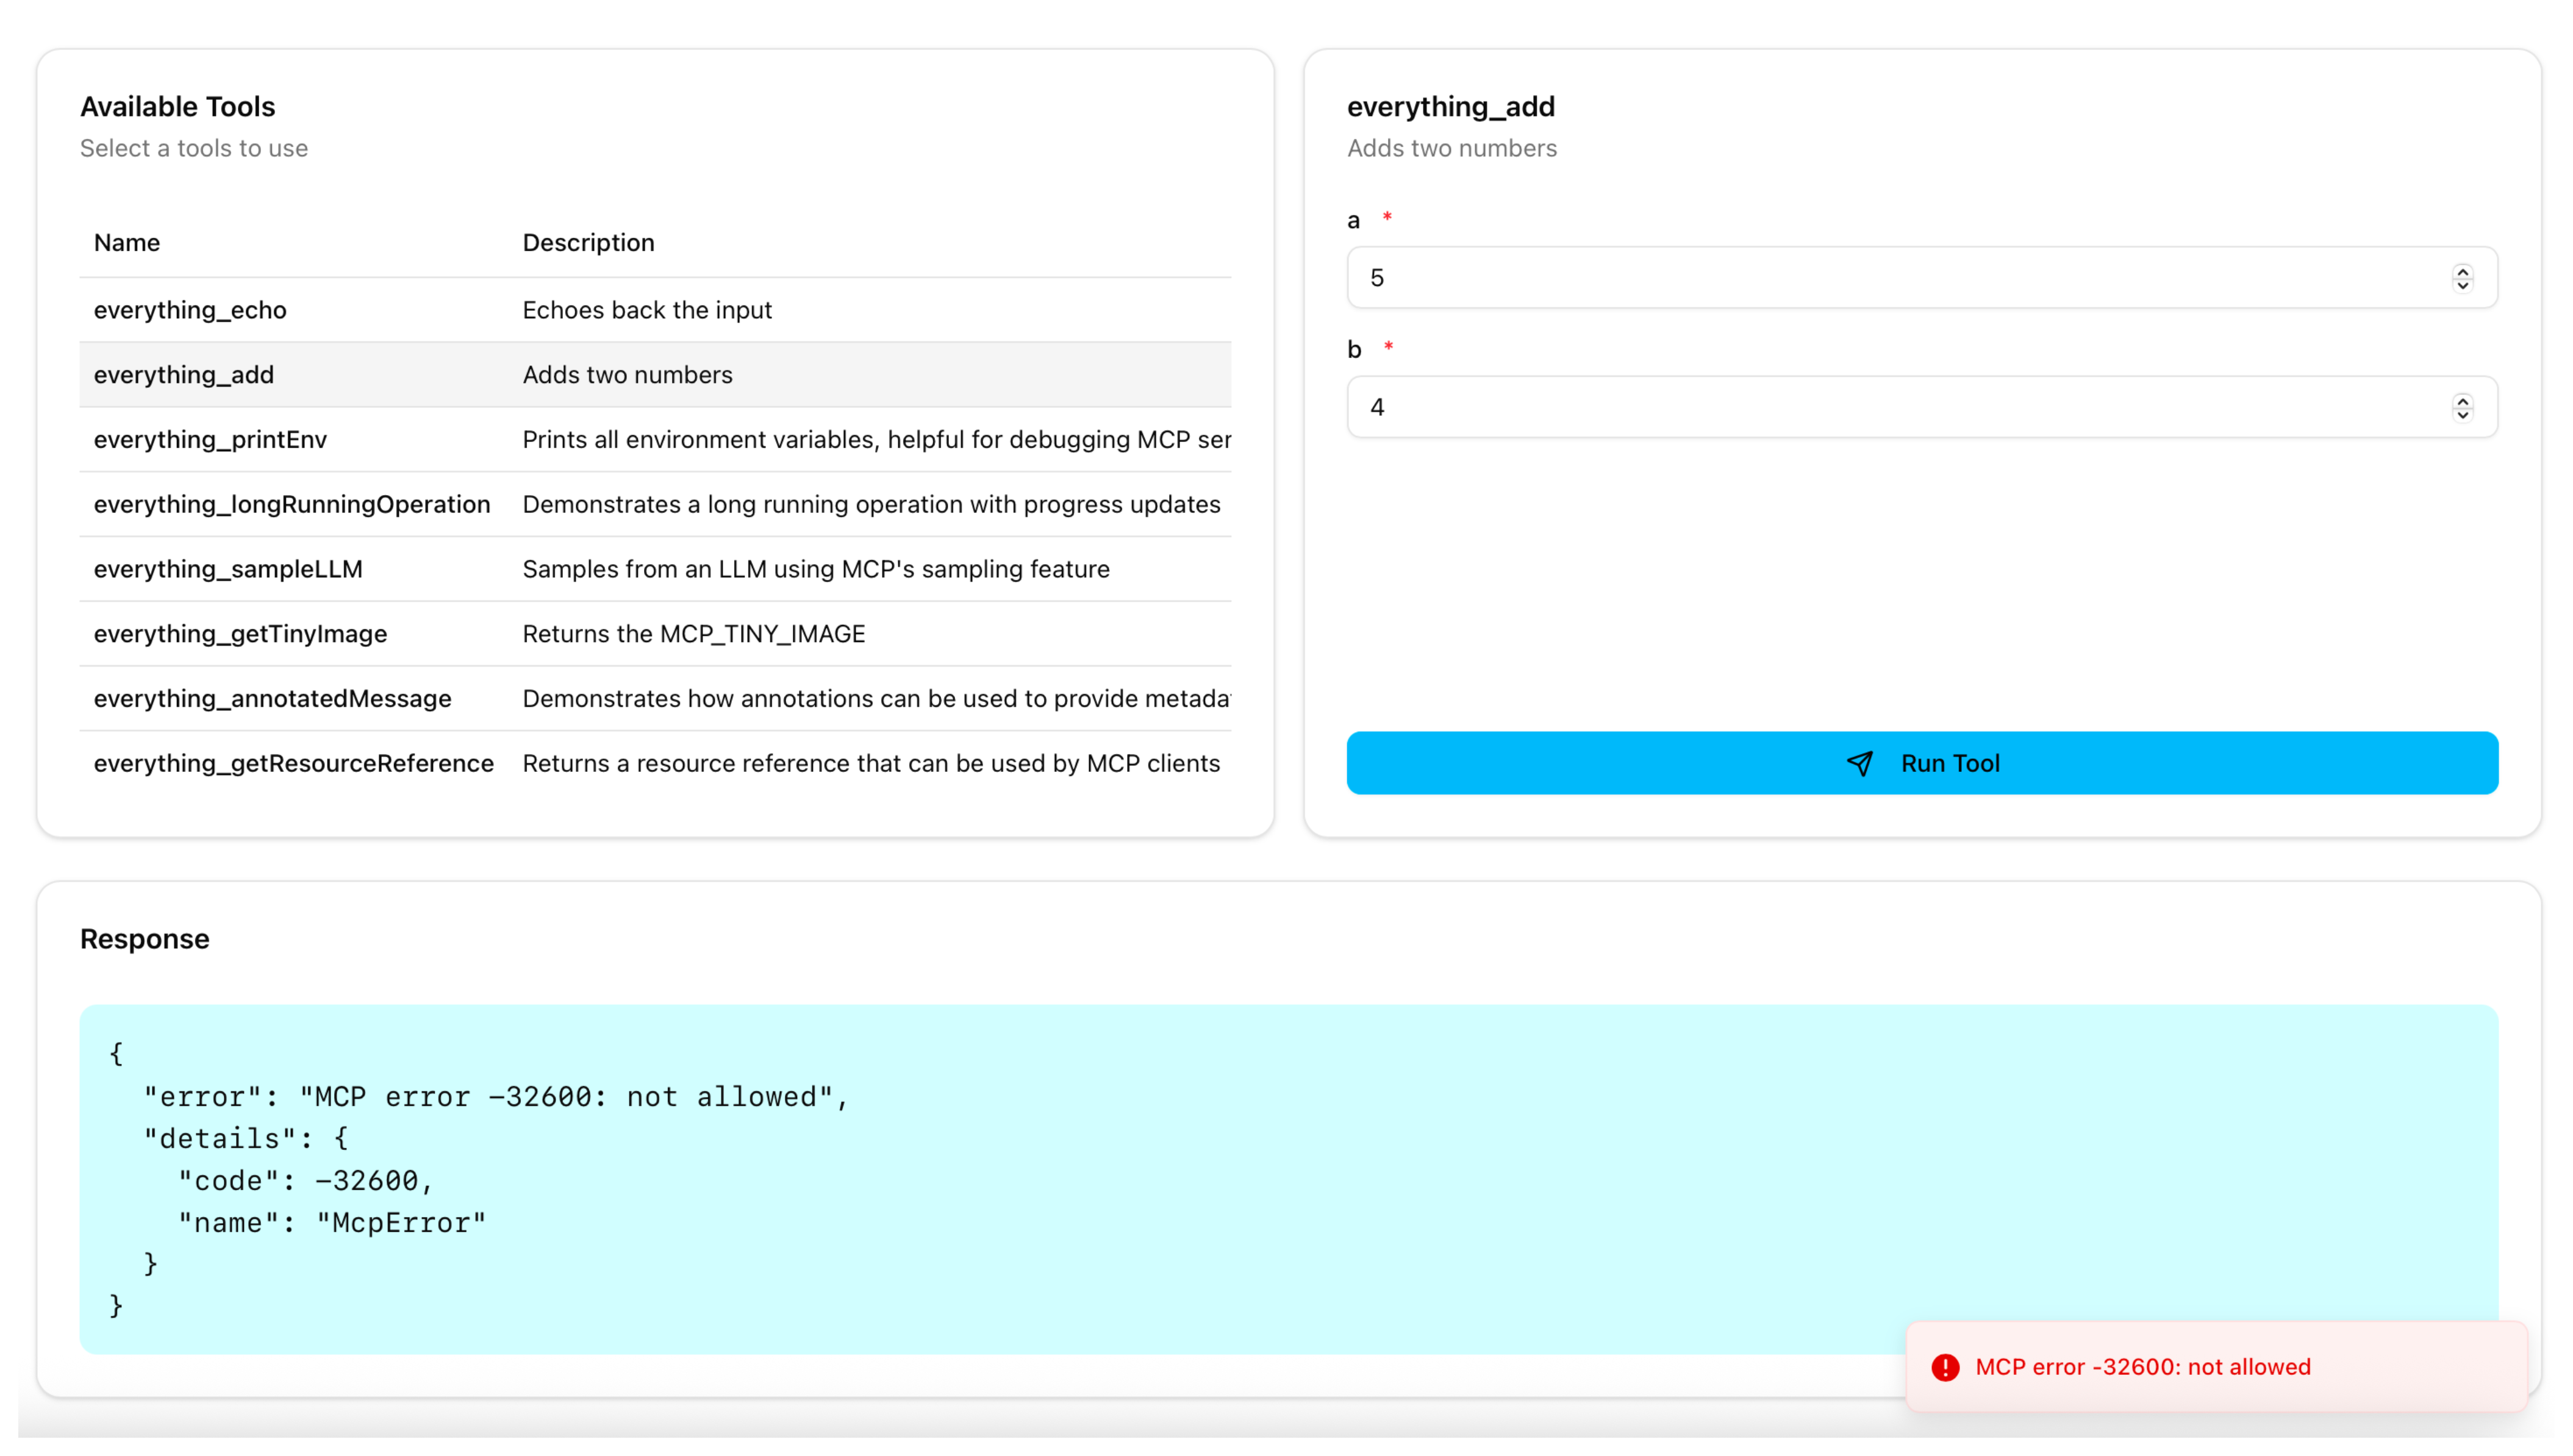 Available Tools
Select a tools to use
Name Description
everything_echo Echoes back the input
everything_add Adds two numbers
everything_printEnv Prints all environment variables, helpful for debugging MCP ser
everything_longRunningOperation Demonstrates a long running operation with progress updates
everything_sampleLLM Samples from an LLM using MCP's sampling feature
everything_getTinyImage Returns the MCP_TINY_IMAGE
everything_annotatedMessage Demonstrates how annotations can be used to provide metada
everything_getResourceReference Returns a resource reference that can be used by MCP clients
everything_add
Adds two numbers
a *
5
b *
4
Run Tool
Response
{
  "error": "MCP error -32600: not allowed",
  "details": {
    "code": -32600,
    "name": "McpError"
  }
}
MCP error -32600: not allowed